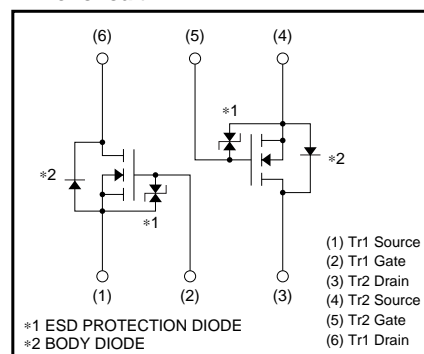 (6) (5) (4)
∗1
∗2 ∗2
∗1
(1) (2) (3)
(1) Tr1 Source
(2) Tr1 Gate
(3) Tr2 Drain
(4) Tr2 Source
(5) Tr2 Gate
(6) Tr1 Drain
∗1 ESD PROTECTION DIODE
∗2 BODY DIODE